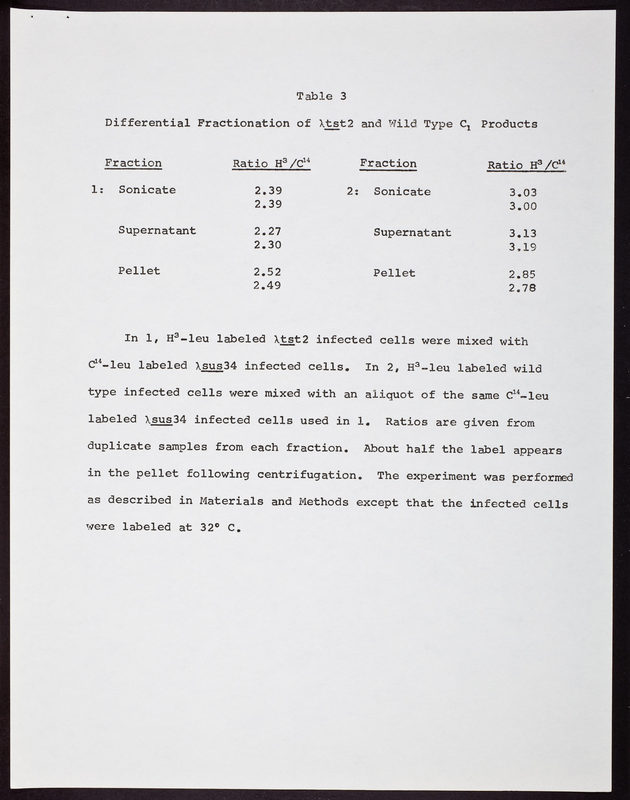 Table 3
Differential Fractionation of λtst2 and Wild Type C₁ Products
Fraction Ratio H³/C¹⁴ Fraction Ratio H³/C¹⁴
1: Sonicate 2.39 2: Sonicate 3.03
2.39 3.00
Supernatant 2.27 Supernatant 3.13
2.30 3.19
Pellet 2.52 Pellet 2.85
2.49 2.78
In 1, H³-leu labeled λtst2 infected cells were mixed with
C¹⁴-leu labeled λsus34 infected cells. In 2, H³-leu labeled wild
type infected cells were mixed with an aliquot of the same C¹⁴-leu
labeled λsus34 infected cells used in 1. Ratios are given from
duplicate samples from each fraction. About half the label appears
in the pellet following centrifugation. The experiment was performed
as described in Materials and Methods except that the infected cells
were labeled at 32° C.